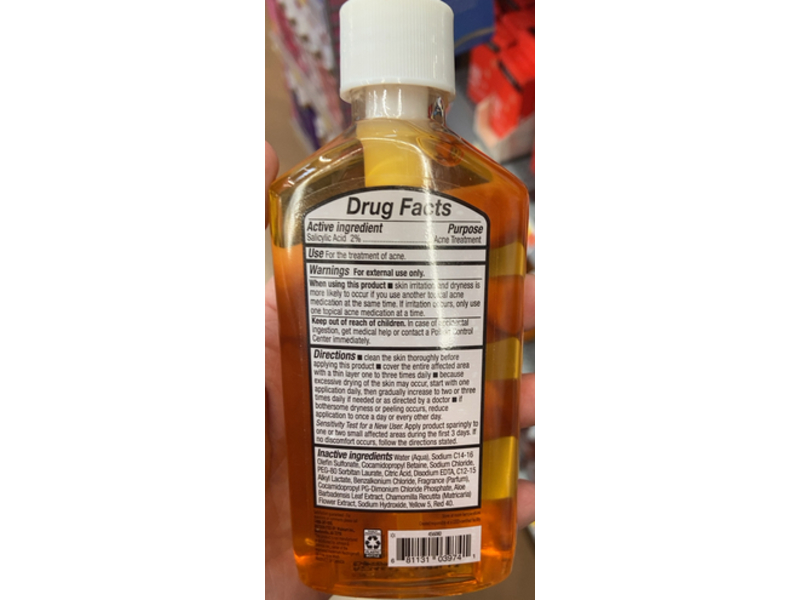 Drug Facts
Active ingredient Purpose
Salicylic Acid 2% Acne Treatment
Use For the treatment of acne.
Warnings For external use only.
When using this product ■ skin irritation and dryness is
more likely to occur if you use another topical acne
medication at the same time. If irritation occurs, only use
one topical acne medication at a time.
Keep out of reach of children. In case of accidental
ingestion, get medical help or contact a Poison Control
Center immediately.
Directions ■ clean the skin thoroughly before
applying this product ■ cover the entire affected area
with a thin layer one to three times daily ■ because
excessive drying of the skin may occur, start with one
application daily, then gradually increase to two or three
times daily if needed or as directed by a doctor ■ if
bothersome dryness or peeling occurs, reduce
application to once a day or every other day.
Sensitivity Test for a New User. Apply product sparingly to
one or two small affected areas during the first 3 days. If
no discomfort occurs, follow the directions stated.
Inactive ingredients Water (Aqua), Sodium C14-16
Olefin Sulfonate, Cocamidopropyl Betaine, Sodium Chloride,
PEG-80 Sorbitan Laurate, Citric Acid, Disodium EDTA, C12-15
Alkyl Lactate, Benzalkonium Chloride, Fragrance (Parfum),
Cocamidopropyl PG-Dimonium Chloride Phosphate, Aloe
Barbadensis Leaf Extract, Chamomilla Recutita (Matricaria)
Flower Extract, Sodium Hydroxide, Yellow 5, Red 40.
6 81131 03974 1